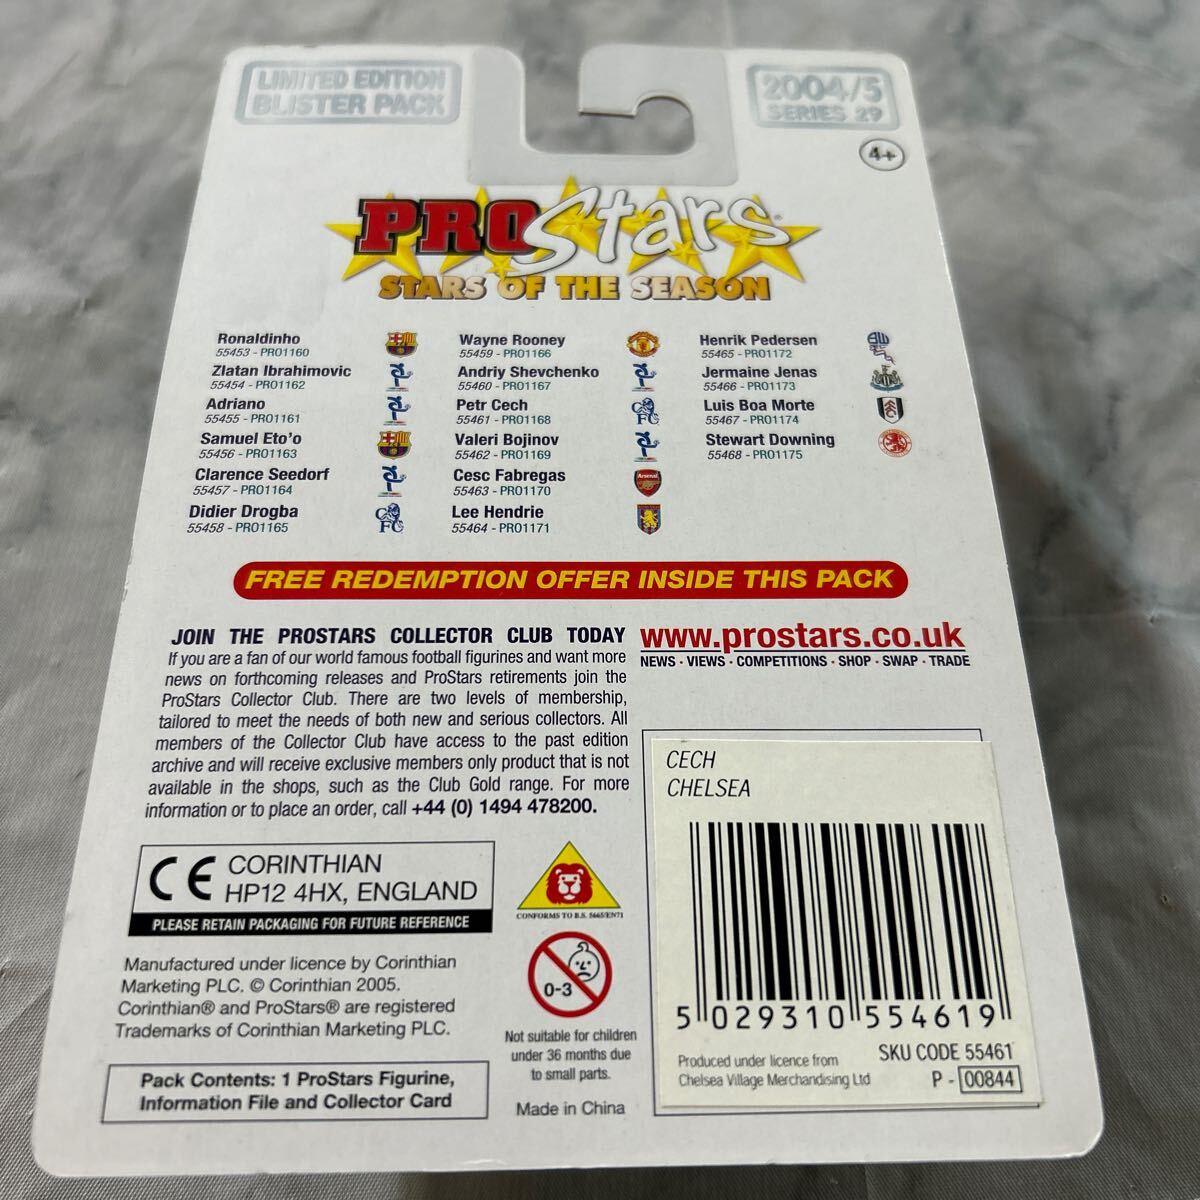 LIMITED EDITION
BLISTER PACK
2004/5
SERIES 29
4+
PROStars
STARS OF THE SEASON
Ronaldinho
55453 - PRO1160
Zlatan Ibrahimovic
55454 - PRO1162
Adriano
55455 - PRO1161
Samuel Eto'o
55456 - PRO1163
Clarence Seedorf
55457 - PRO1164
Didier Drogba
55458 - PRO1165
Wayne Rooney
55459 - PRO1166
Andriy Shevchenko
55460 - PRO1167
Petr Cech
55461 - PRO1168
Valeri Bojinov
55462 - PRO1169
Cesc Fabregas
55463 - PRO1170
Lee Hendrie
55464 - PRO1171
Henrik Pedersen
55465 - PRO1172
Jermaine Jenas
55466 - PRO1173
Luis Boa Morte
55467 - PRO1174
Stewart Downing
55468 - PRO1175
FREE REDEMPTION OFFER INSIDE THIS PACK
JOIN THE PROSTARS COLLECTOR CLUB TODAY
If you are a fan of our world famous football figurines and want more
news on forthcoming releases and ProStars retirements join the
ProStars Collector Club. There are two levels of membership,
tailored to meet the needs of both new and serious collectors. All
members of the Collector Club have access to the past edition
archive and will receive exclusive members only product that is not
available in the shops, such as the Club Gold range. For more
information or to place an order, call +44 (0) 1494 478200.
www.prostars.co.uk
NEWS · VIEWS · COMPETITIONS · SHOP · SWAP · TRADE
CECH
CHELSEA
5 029310 554619
SKU CODE 55461
P - 00844
Produced under licence from
Chelsea Village Merchandising Ltd
CE CORINTHIAN
HP12 4HX, ENGLAND
PLEASE RETAIN PACKAGING FOR FUTURE REFERENCE
Manufactured under licence by Corinthian
Marketing PLC. © Corinthian 2005.
Corinthian® and ProStars® are registered
Trademarks of Corinthian Marketing PLC.
Pack Contents: 1 ProStars Figurine,
Information File and Collector Card
CONFORMS TO B.S. 5665/EN71
0-3
Not suitable for children
under 36 months due
to small parts.
Made in China